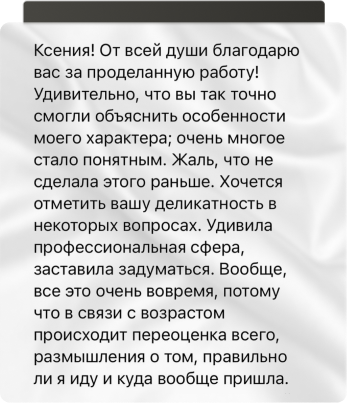 Ксения! От всей души благодарю
вас за проделанную работу!
Удивительно, что вы так точно
смогли объяснить особенности
моего характера; очень многое
стало понятным. Жаль, что не
сделала этого раньше. Хочется
отметить вашу деликатность в
некоторых вопросах. Удивила
профессиональная сфера,
заставила задуматься. Вообще,
все это очень вовремя, потому
что в связи с возрастом
происходит переоценка всего,
размышления о том, правильно
ли я иду и куда вообще пришла.